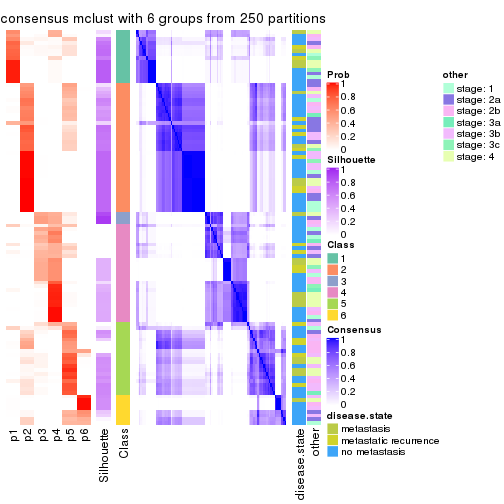 consensus mclust with 6 groups from 250 partitions
Prob
1
0.8
0.6
0.4
0.2
0
Silhouette
1
0.8
0.6
0.4
0.2
0
Class
1
2
3
4
5
6
Consensus
1
0.8
0.6
0.4
0.2
0
disease.state
metastasis
metastatic recurrence
no metastasis
other
stage: 1
stage: 2a
stage: 2b
stage: 3a
stage: 3b
stage: 3c
stage: 4
p1
p2
p3
p4
p5
p6
Silhouette
Class
disease.state
other